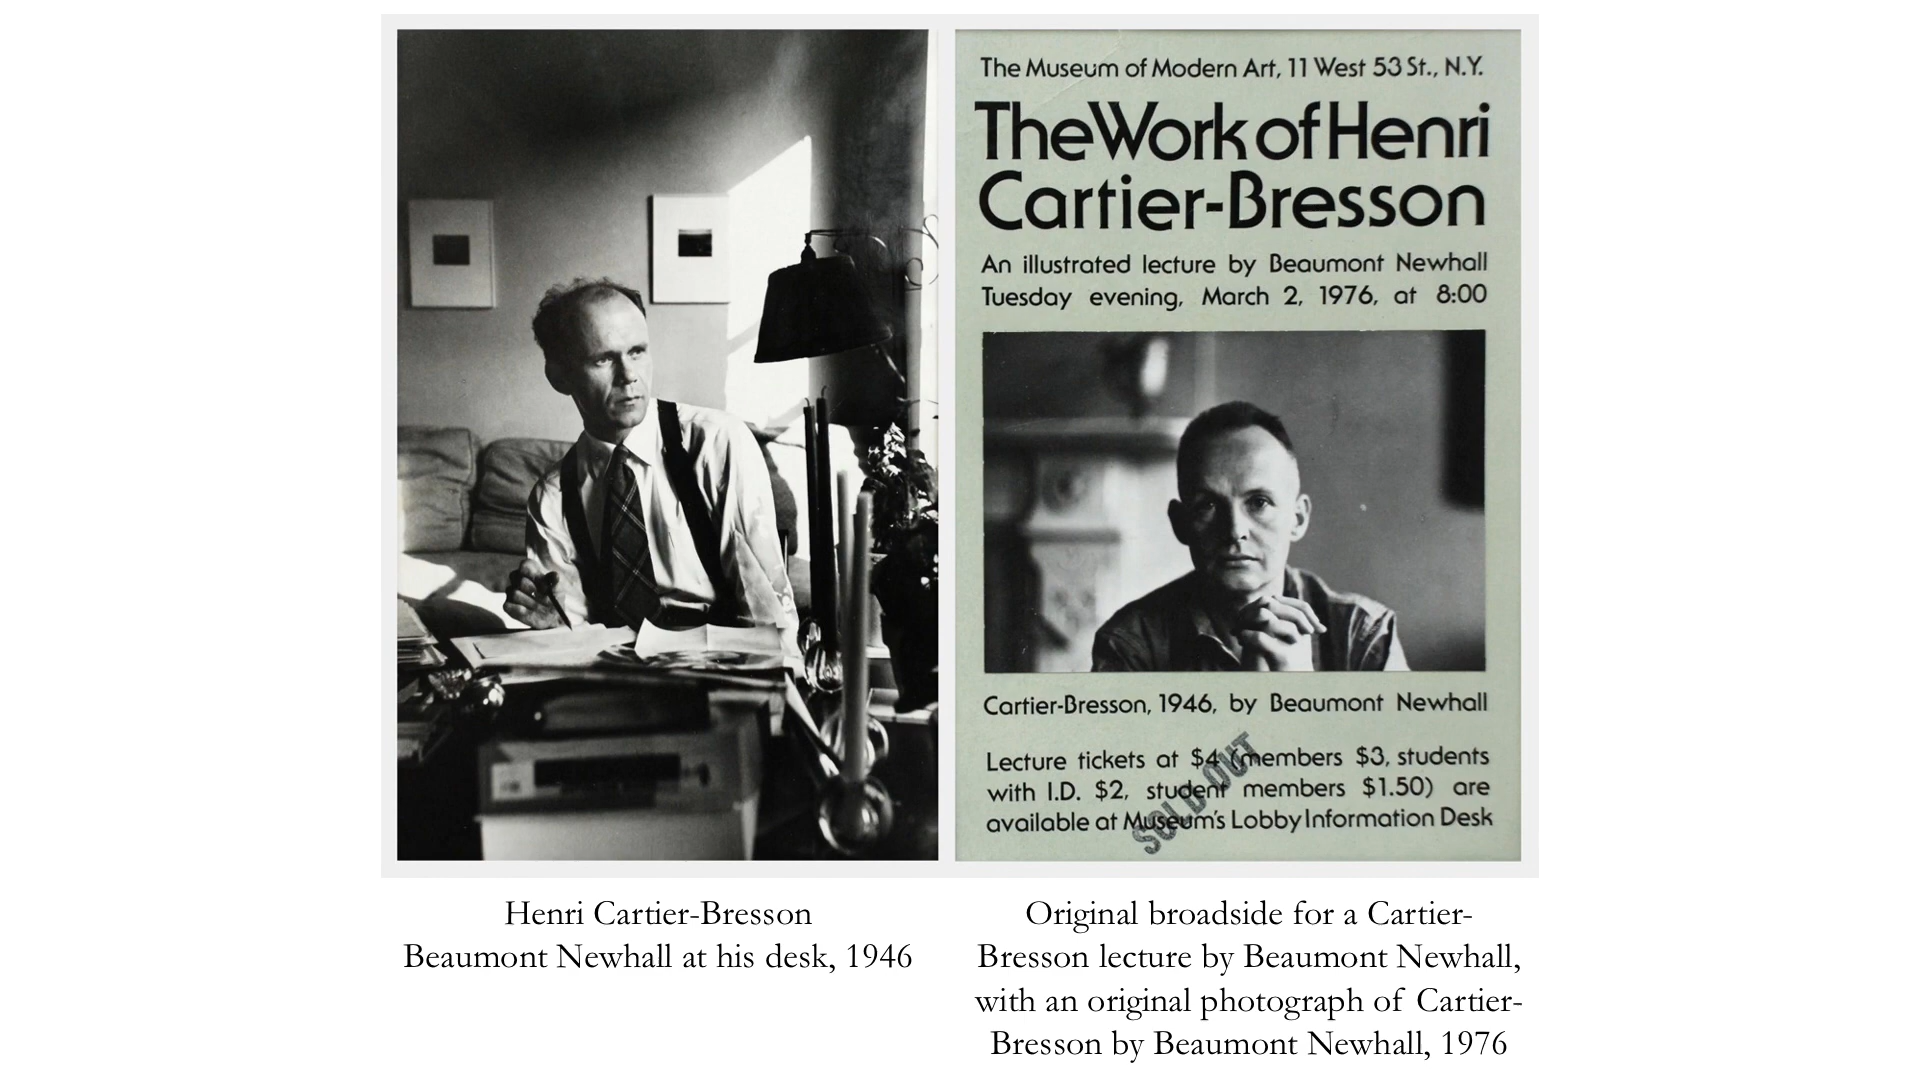 The Museum of Modern Art, 11 West 53 St., N.Y.
The Work of Henri
Cartier-Bresson
An illustrated lecture by Beaumont Newhall
Tuesday evening, March 2, 1976, at 8:00
Cartier-Bresson, 1946, by Beaumont Newhall
Lecture tickets at $4 (members $3, students
with I.D. $2, student members $1.50) are
available at Museum's Lobby Information Desk
SOLD OUT
Henri Cartier-Bresson
Beaumont Newhall at his desk, 1946
Original broadside for a Cartier-
Bresson lecture by Beaumont Newhall,
with an original photograph of Cartier-
Bresson by Beaumont Newhall, 1976